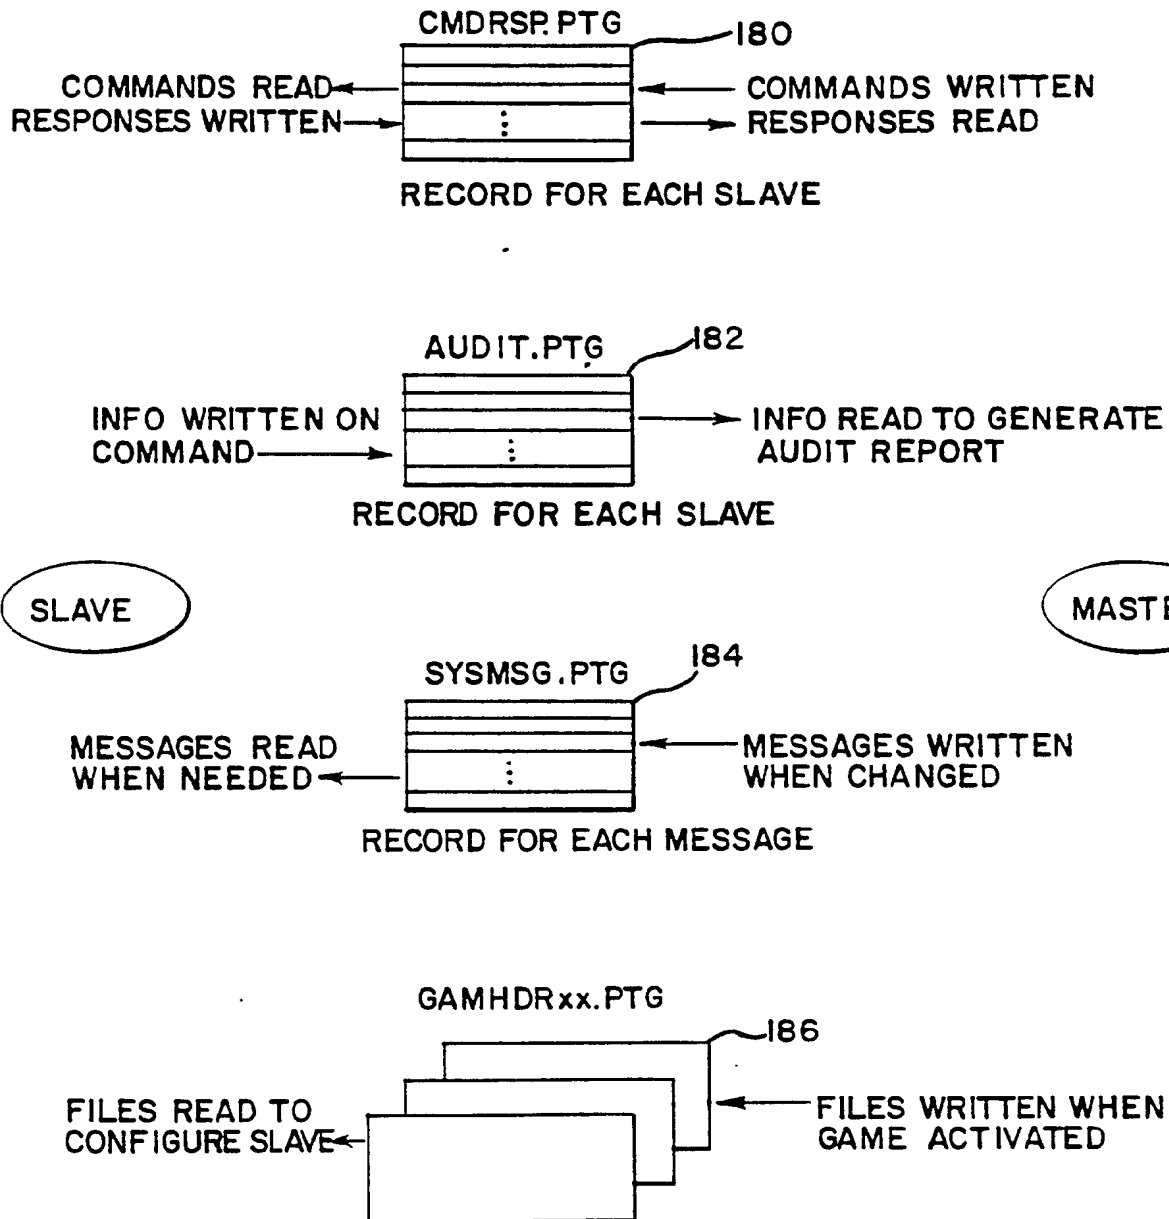 CMDRSP.PTG
180
COMMANDS READ
COMMANDS WRITTEN
RESPONSES WRITTEN
RESPONSES READ
RECORD FOR EACH SLAVE
AUDIT.PTG
182
INFO WRITTEN ON
COMMAND
INFO READ TO GENERATE
AUDIT REPORT
RECORD FOR EACH SLAVE
SLAVE
MASTE
SYSMSG.PTG
184
MESSAGES READ
WHEN NEEDED
MESSAGES WRITTEN
WHEN CHANGED
RECORD FOR EACH MESSAGE
GAMHDRxx.PTG
186
FILES READ TO
CONFIGURE SLAVE
FILES WRITTEN WHEN
GAME ACTIVATED